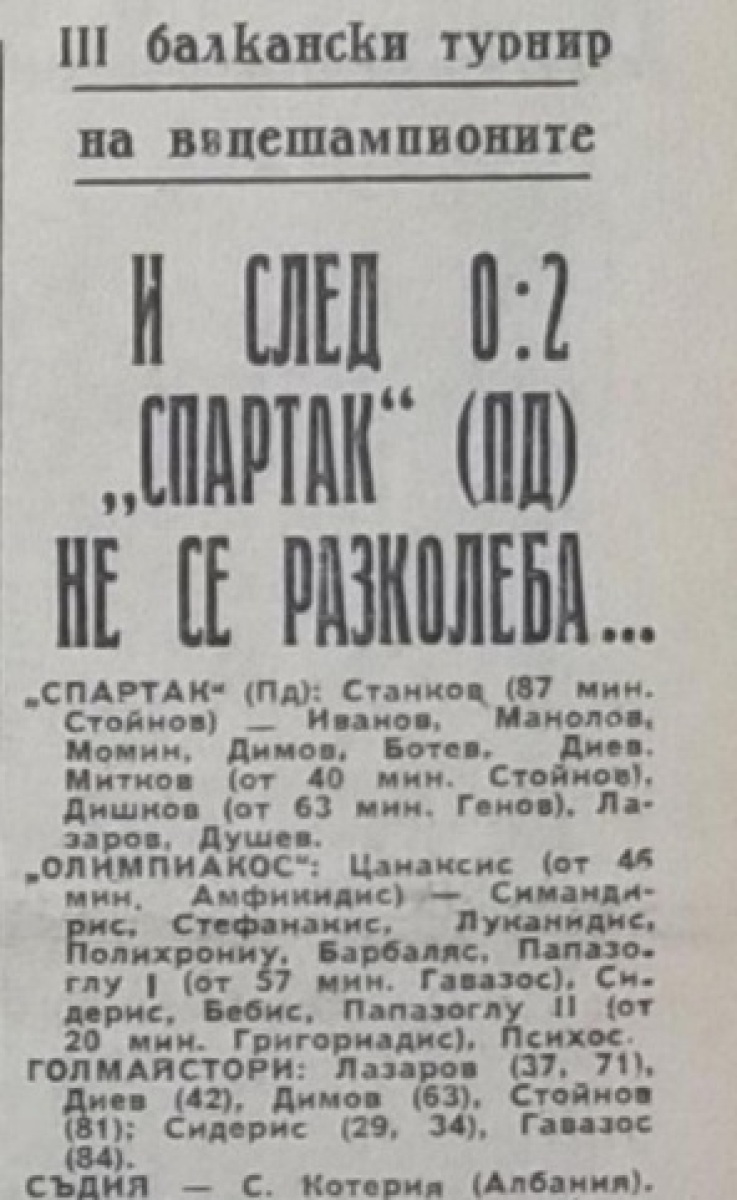 III балкански турнир
на вицешампионите
И СЛЕД 0:2
„СПАРТАК“ (ПД)
НЕ СЕ РАЗКОЛЕБА...
„СПАРТАК“ (Пд): Станков (87 мин.
Стойнов) — Иванов, Манолов,
Момин, Димов, Ботев, Диев,
Митков (от 40 мин. Стойнов),
Дишков (от 63 мин. Генов), Ла-
заров, Душев.
„ОЛИМПИАКОС“: Цанаксис (от 46
мин. Амфикидис) — Симанди-
рис, Стефанакис, Луканидис,
Полихрониу, Барбаляс, Папазо-
глу I (от 57 мин. Гавазос), Си-
дерис, Бебис, Папазоглу II (от
20 мин. Григориадис), Психос.
ГОЛМАЙСТОРИ: Лазаров (37, 71),
Диев (42), Димов (63), Стойнов
(81); Сидерис (29, 34), Гавазос
(84).
СЪДИЯ — С. Котерия (Албания).